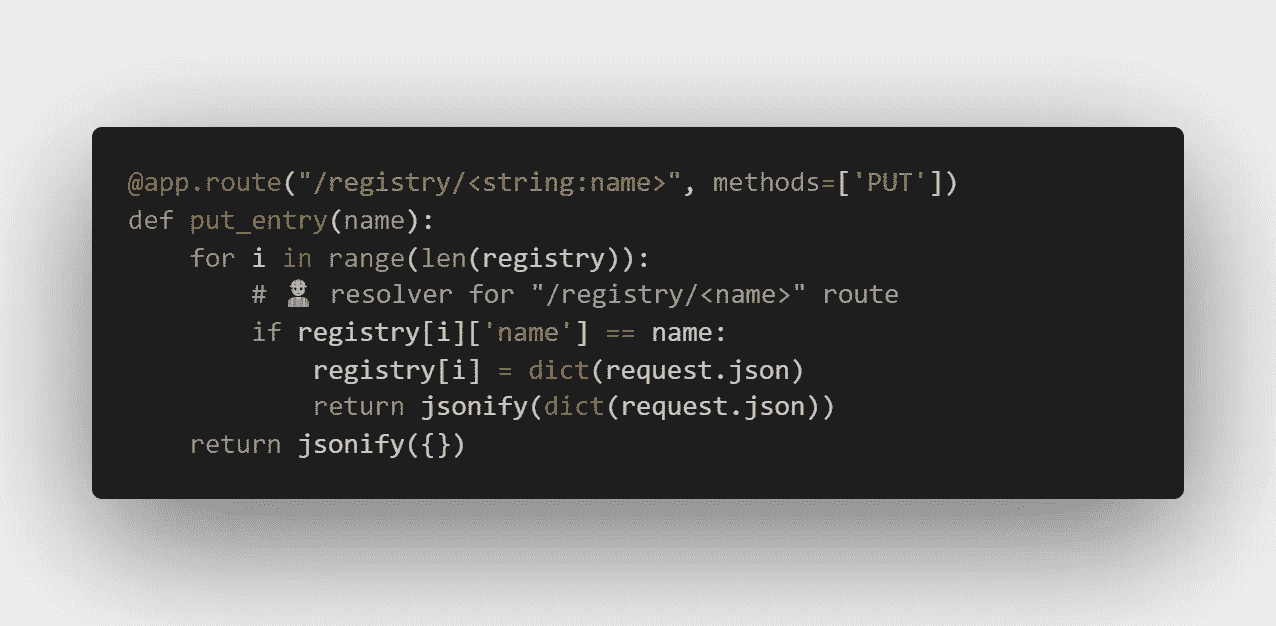 @app.route("/registry/<string:name>", methods=['PUT'])
def put_entry(name):
    for i in range(len(registry)):
        # 👷 resolver for "/registry/<name>" route
        if registry[i]['name'] == name:
            registry[i] = dict(request.json)
            return jsonify(dict(request.json))
    return jsonify({})